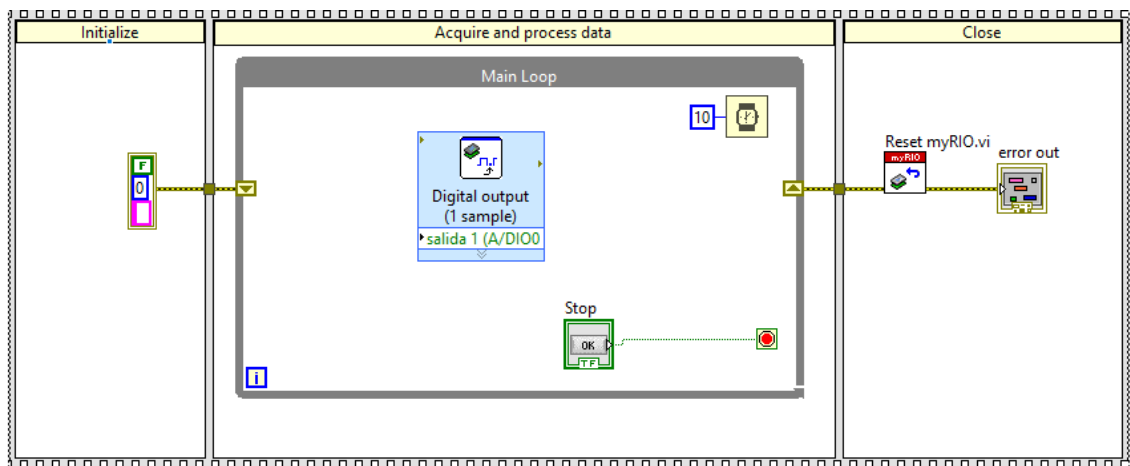 Initialize
Acquire and process data
Close
Main Loop
10
Reset myRIO.vi
myRIO
error out
F
0
Digital output
(1 sample)
salida 1 (A/DIO0
Stop
OK
TF
i